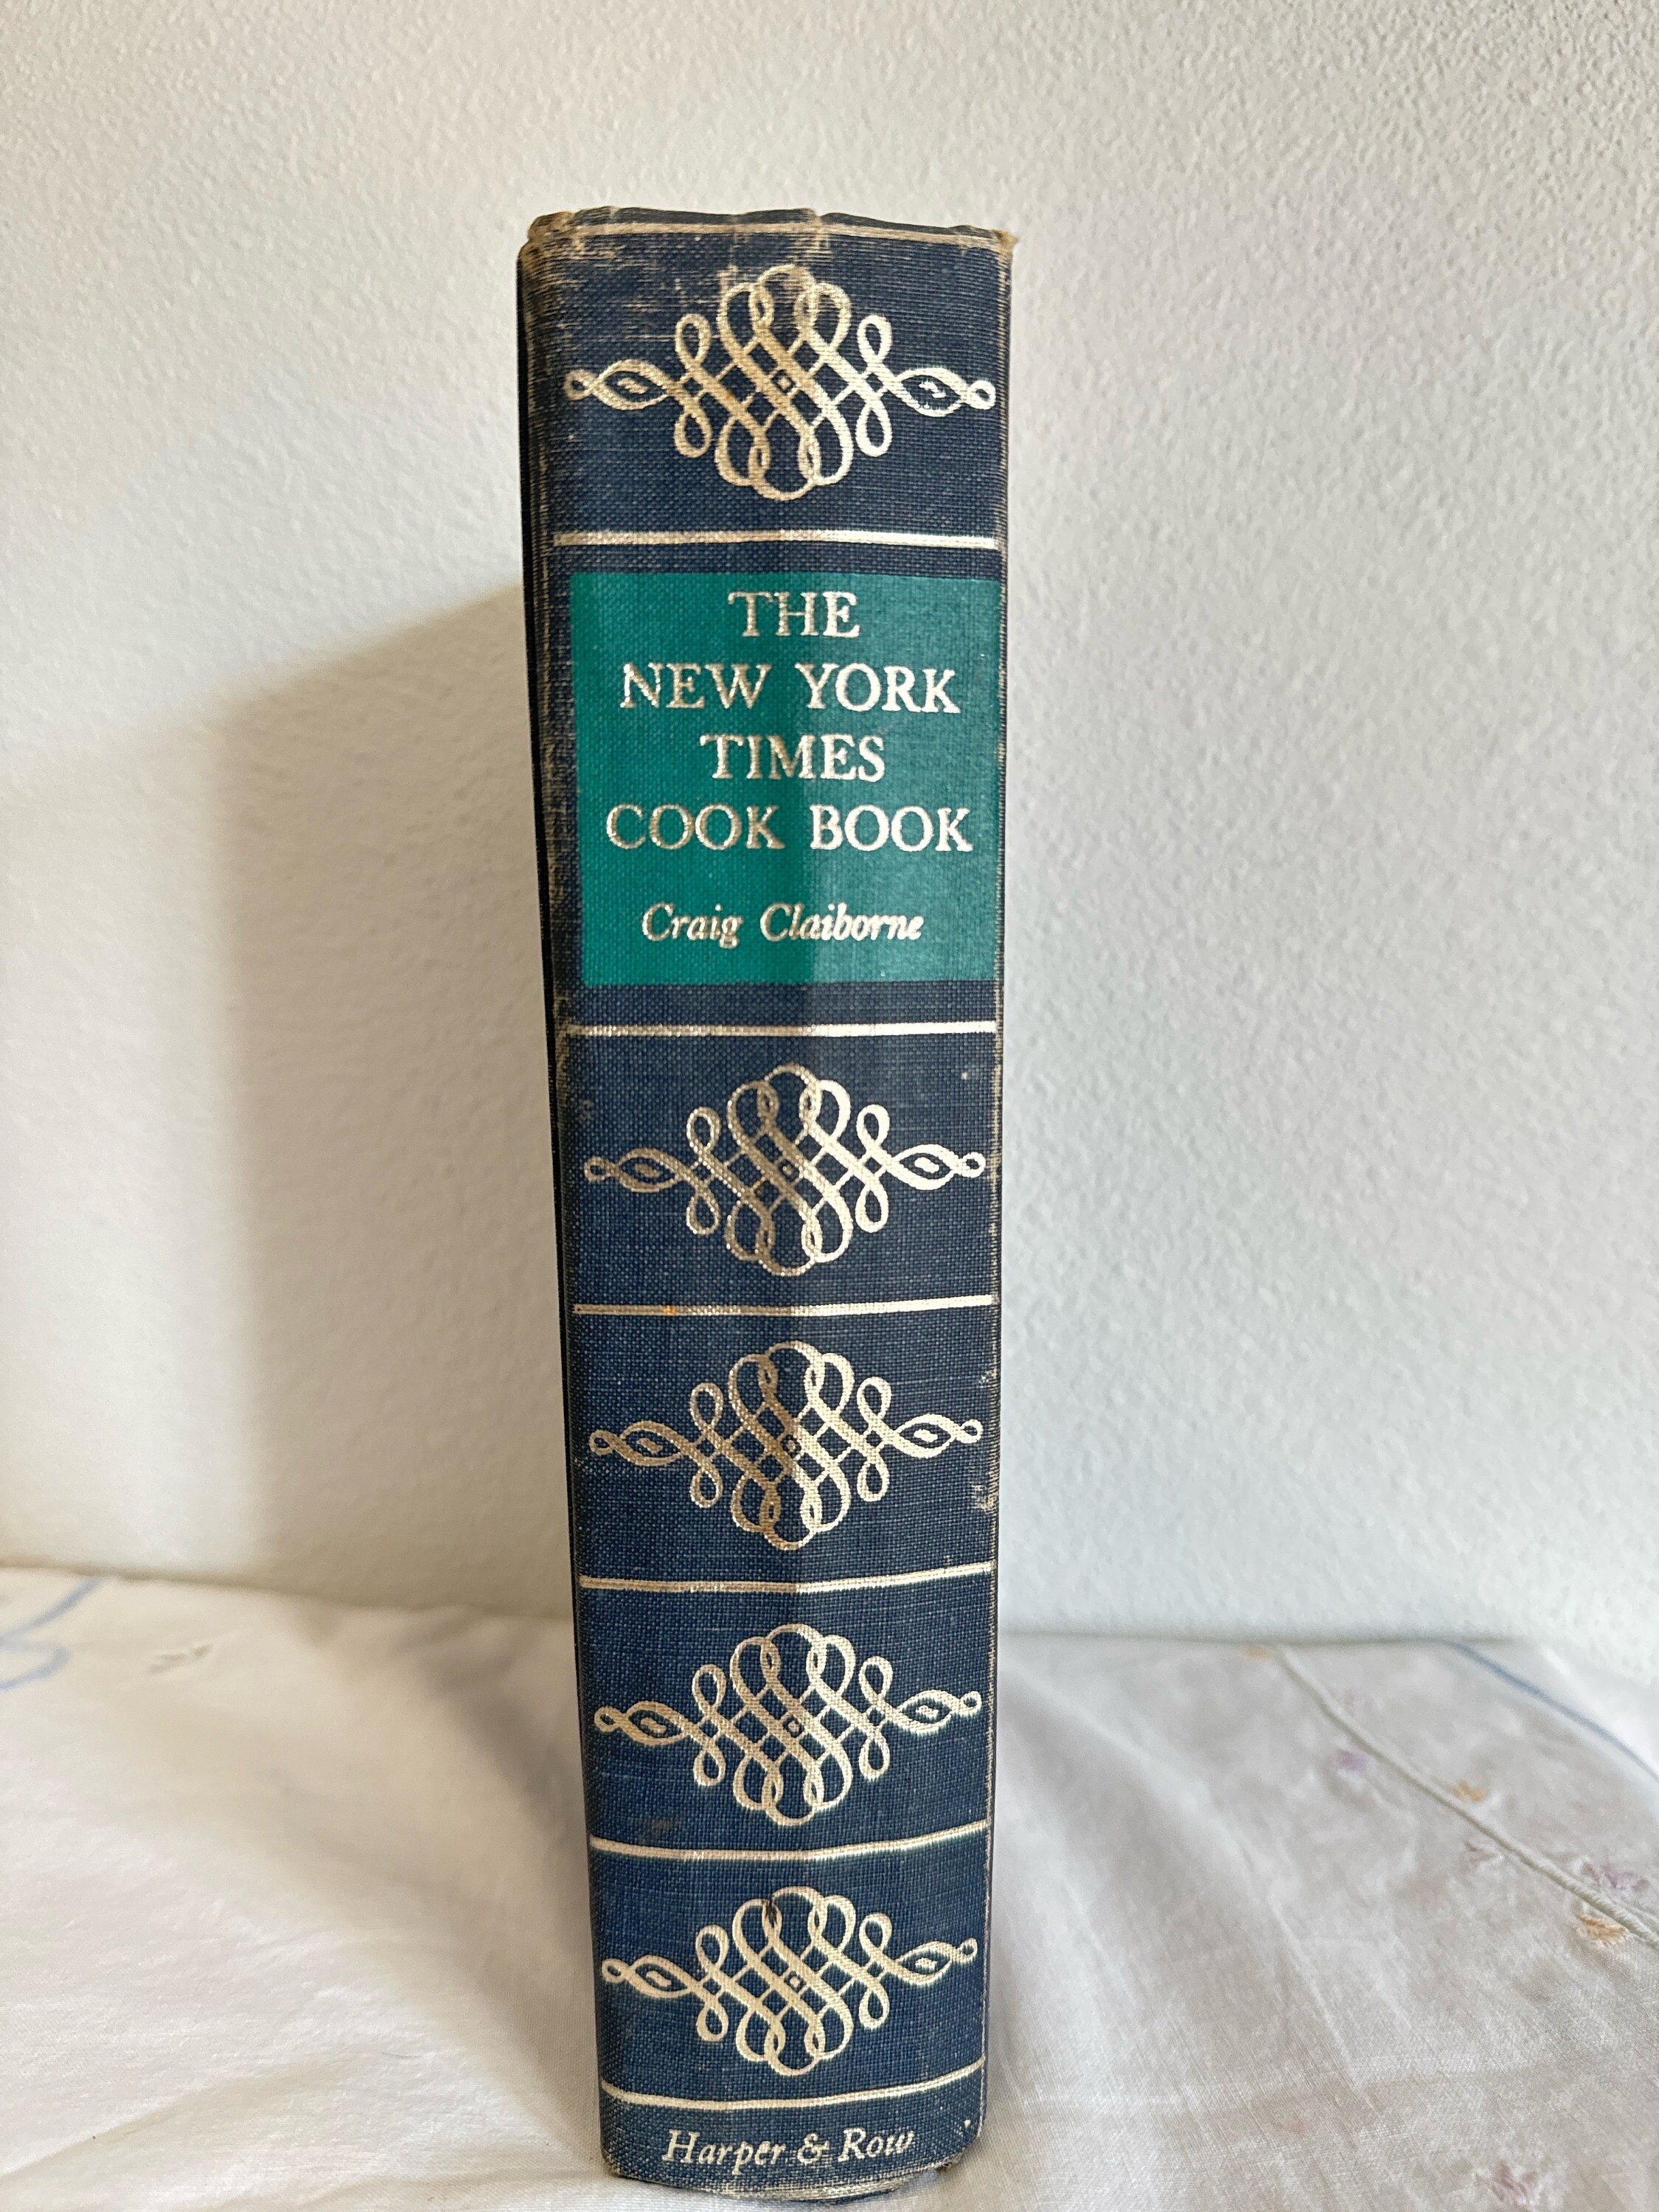 THE
NEW YORK
TIMES
COOK BOOK
Craig Claiborne
Harper & Row